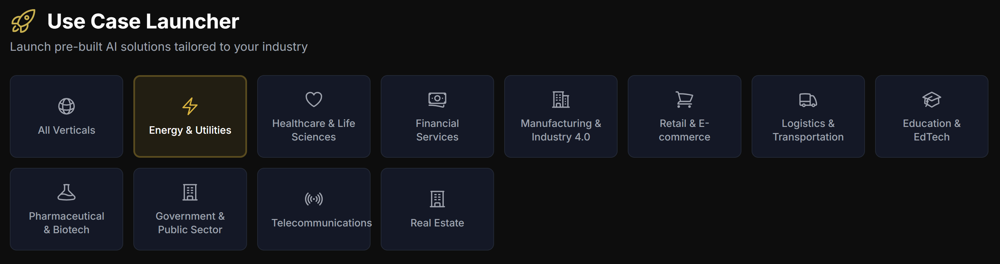 Use Case Launcher
Launch pre-built AI solutions tailored to your industry
All Verticals
Energy & Utilities
Healthcare & Life
Sciences
Financial
Services
Manufacturing &
Industry 4.0
Retail & E-
commerce
Logistics &
Transportation
Education &
EdTech
Pharmaceutical
& Biotech
Government &
Public Sector
Telecommunications
Real Estate